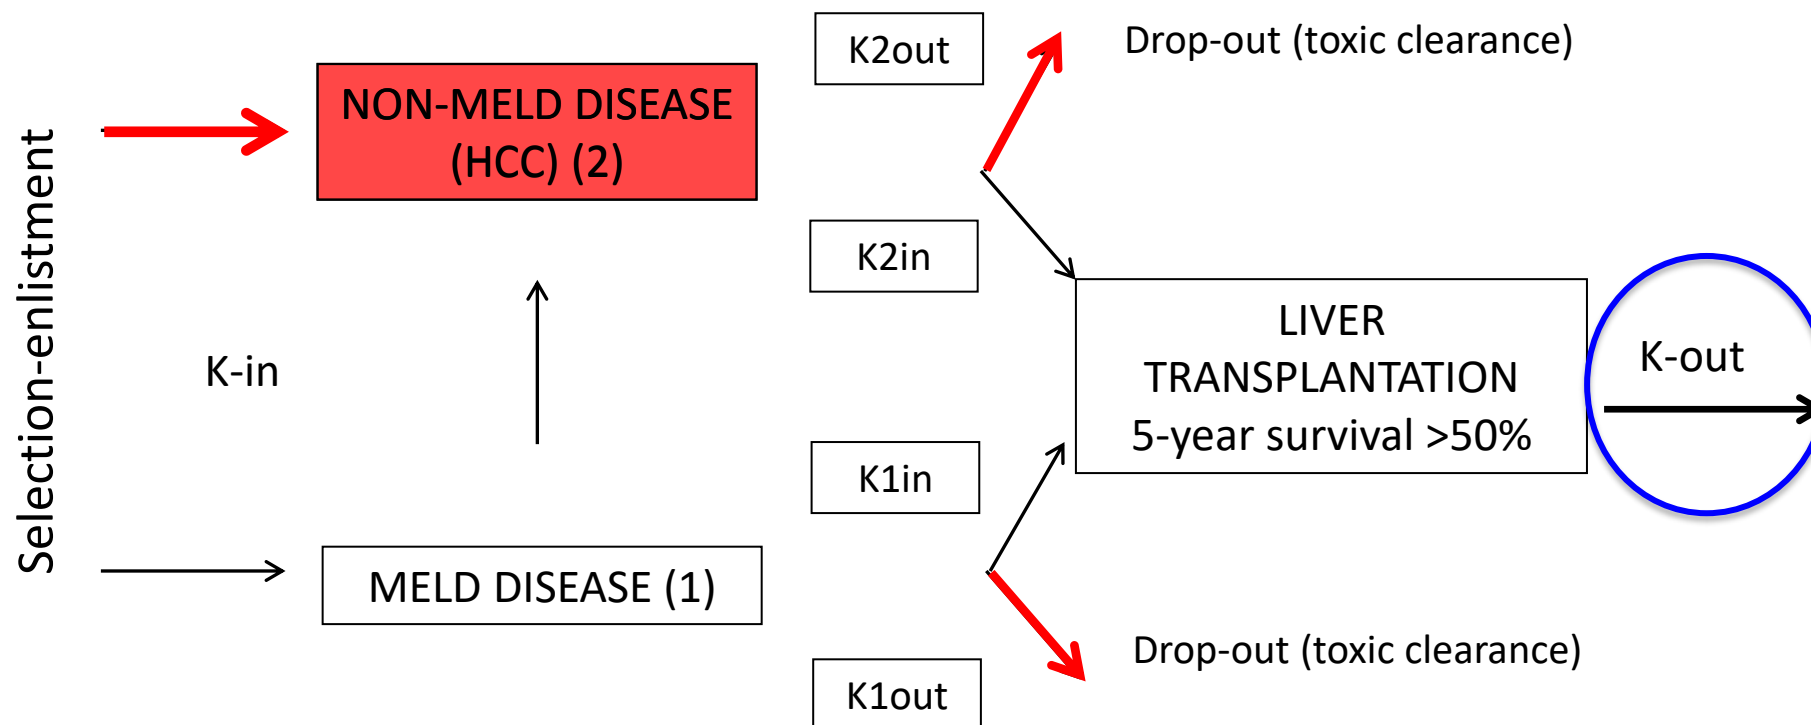 Selection-enlistment
NON-MELD DISEASE
(HCC) (2)
K-in
MELD DISEASE (1)
K2out
Drop-out (toxic clearance)
K2in
LIVER
TRANSPLANTATION
5-year survival >50%
K-out
K1in
Drop-out (toxic clearance)
K1out